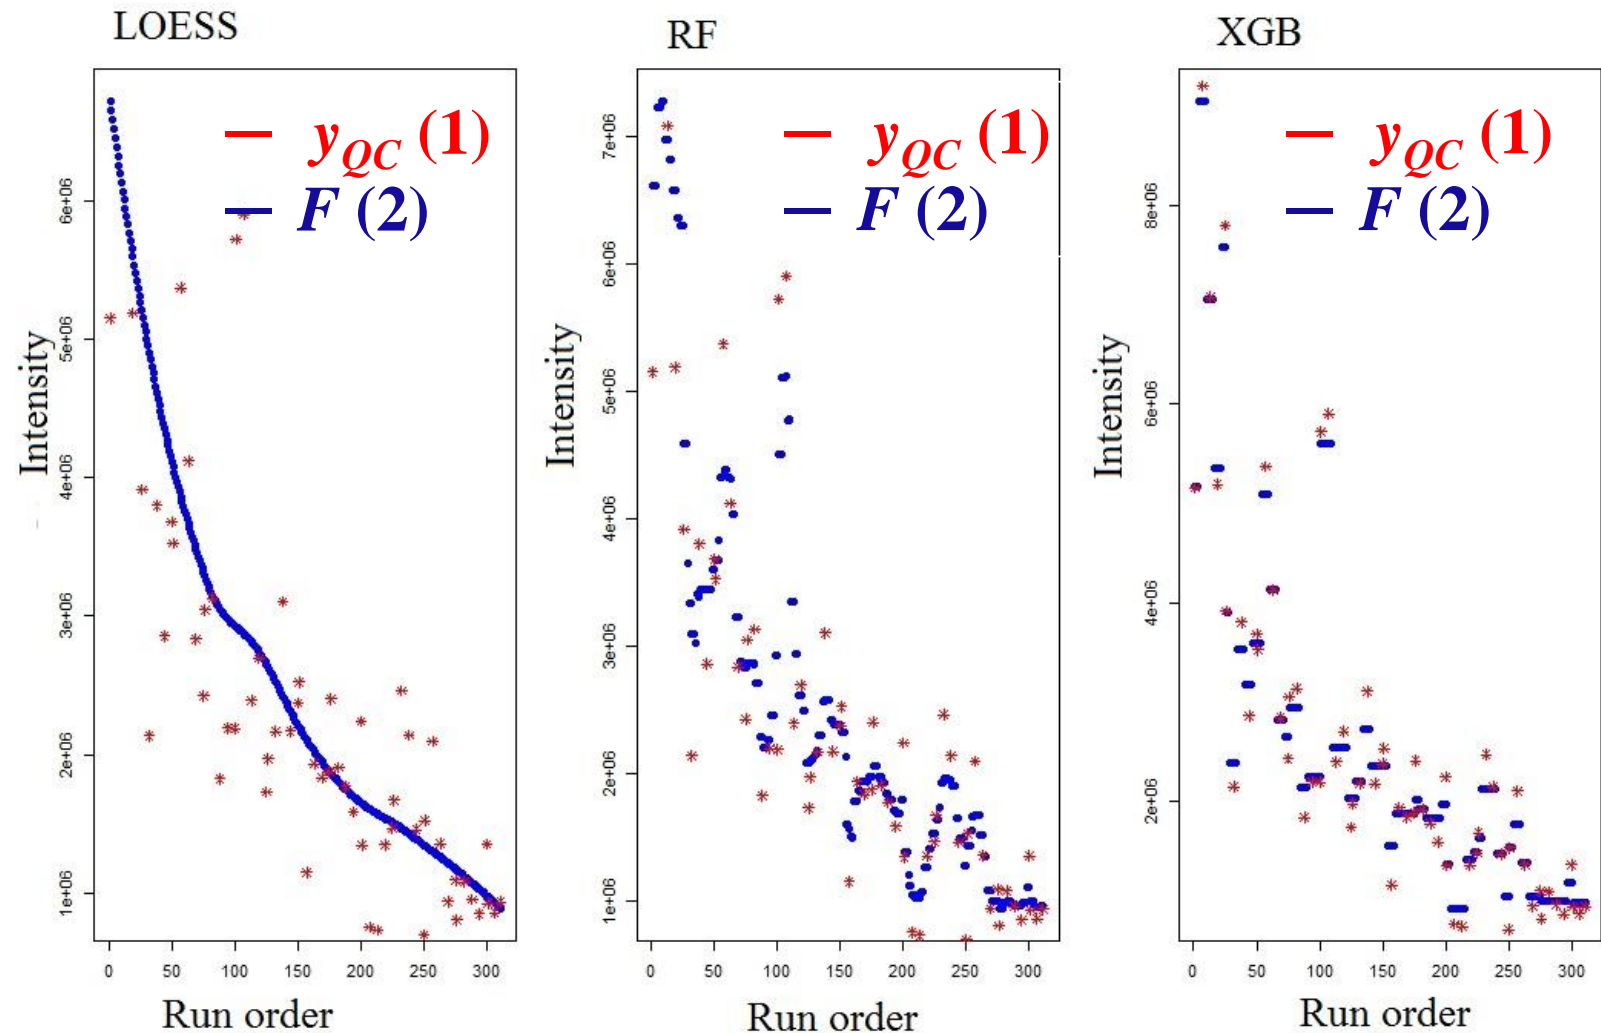 LOESS
y_QC (1)
F (2)
6e+06
5e+06
4e+06
3e+06
2e+06
1e+06
Intensity
0 50 100 150 200 250 300
Run order
RF
y_QC (1)
F (2)
7e+06
6e+06
5e+06
4e+06
3e+06
2e+06
1e+06
Intensity
0 50 100 150 200 250 300
Run order
XGB
y_QC (1)
F (2)
8e+06
6e+06
4e+06
2e+06
Intensity
0 50 100 150 200 250 300
Run order